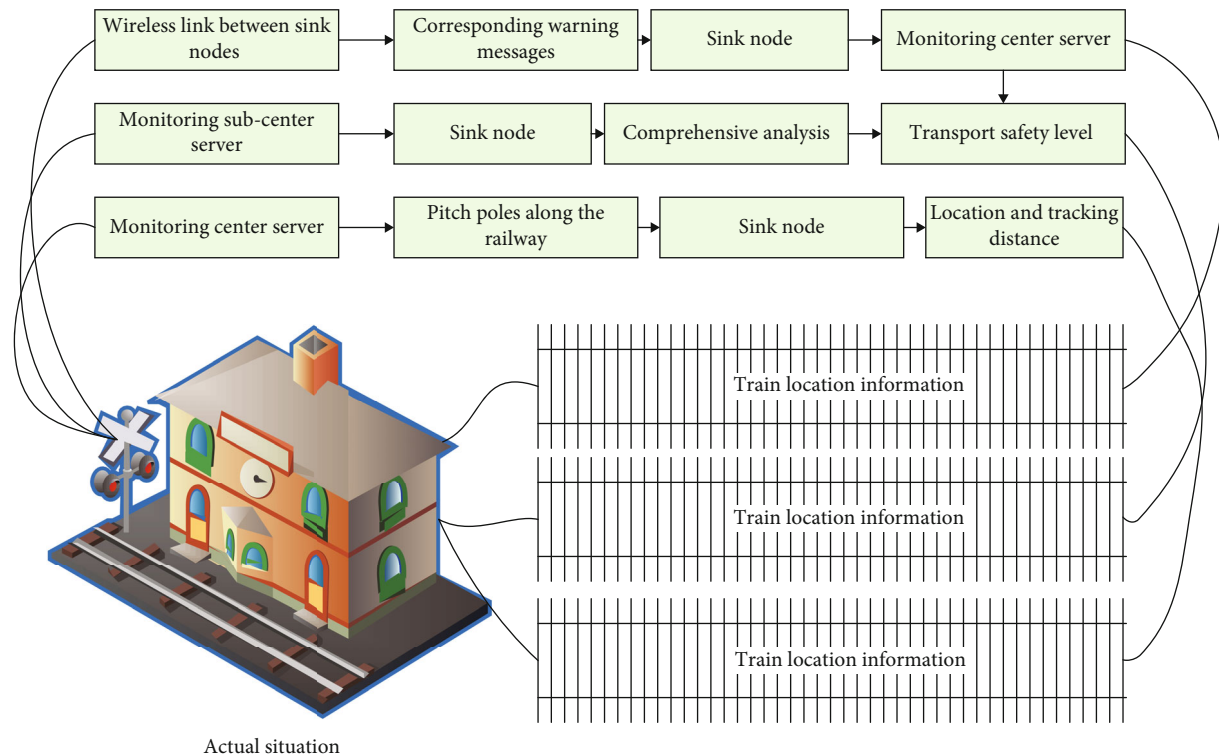 Wireless link between sink
nodes
Corresponding warning
messages
Sink node
Monitoring center server
Monitoring sub-center
server
Sink node
Comprehensive analysis
Transport safety level
Monitoring center server
Pitch poles along the
railway
Sink node
Location and tracking
distance
Train location information
Train location information
Train location information
Actual situation